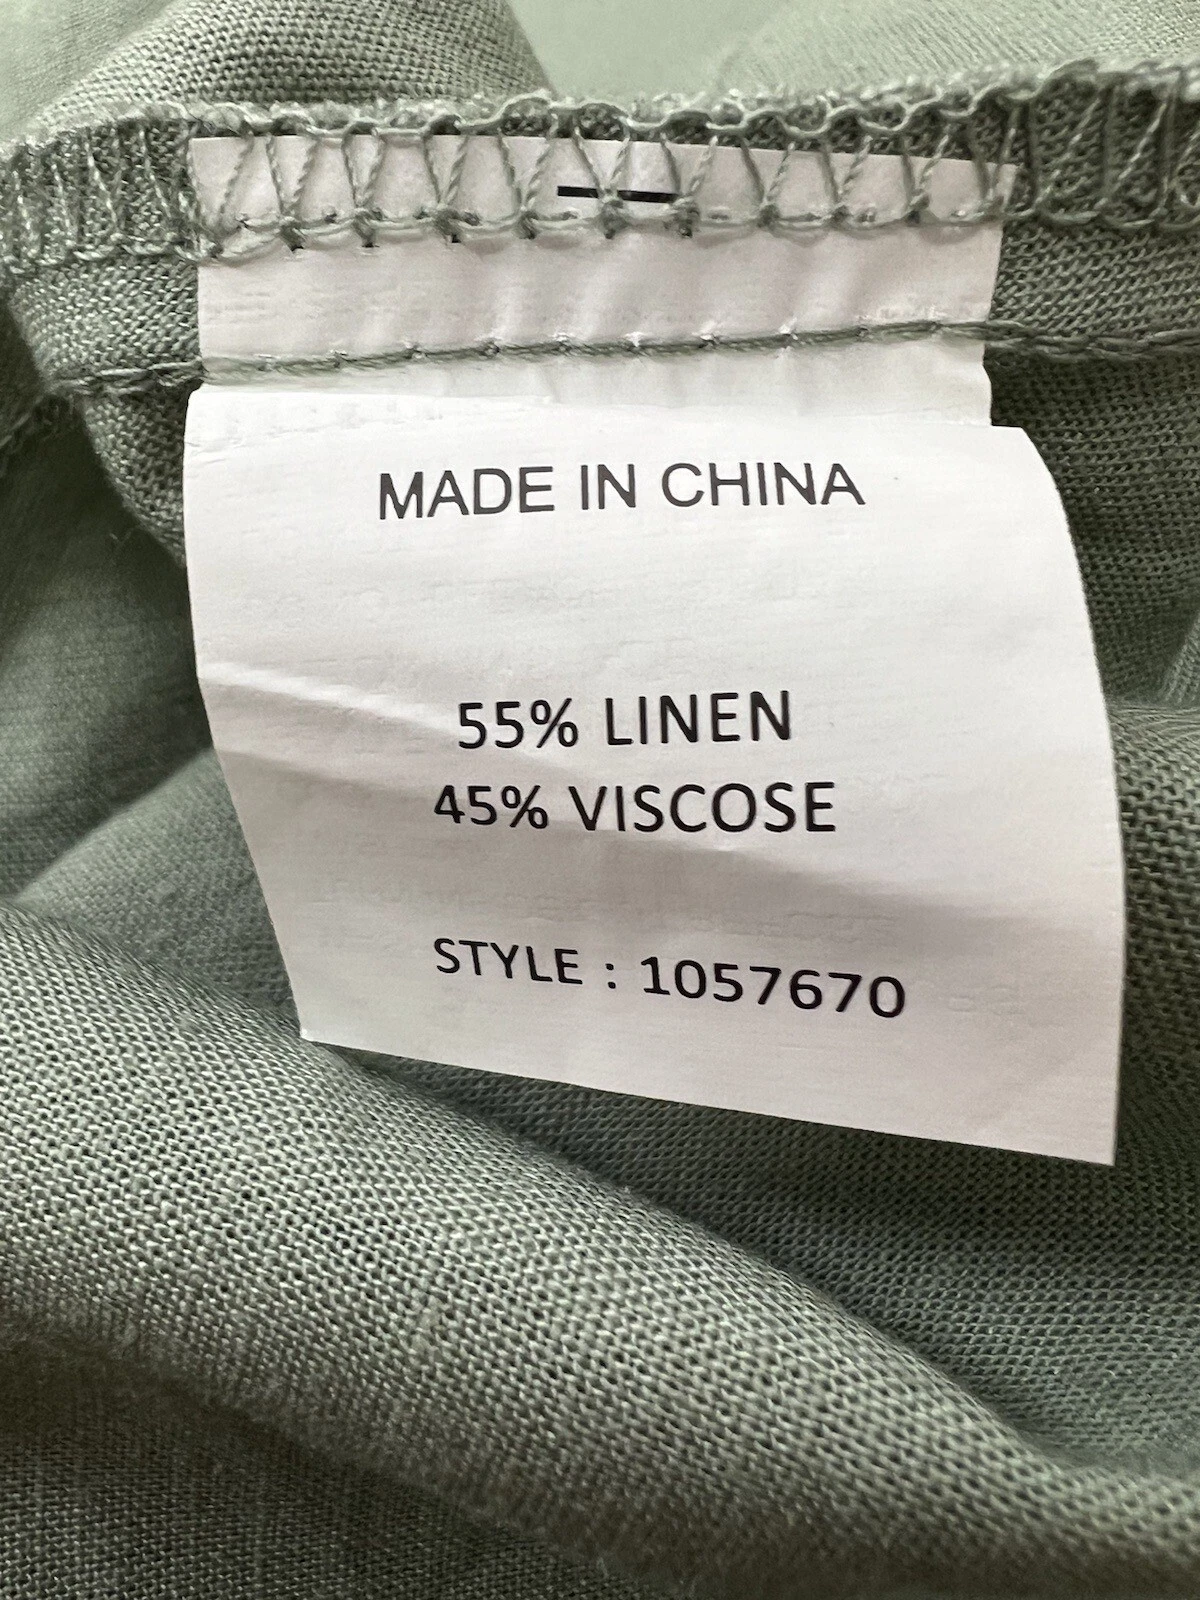 MADE IN CHINA
55% LINEN
45% VISCOSE
STYLE : 1057670